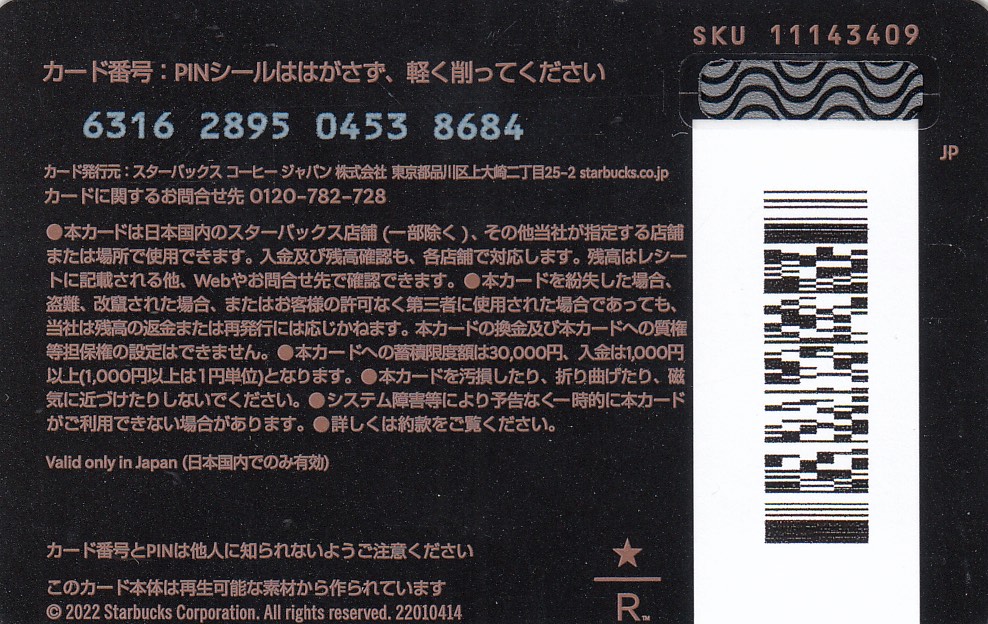 SKU 11143409
カード番号：PINシールははがさず、軽く削ってください
6316 2895 0453 8684
JP
カード発行元：スターバックス コーヒー ジャパン 株式会社 東京都品川区上大崎二丁目25-2 starbucks.co.jp
カードに関するお問合せ先 0120-782-728
●本カードは日本国内のスターバックス店舗 (一部除く )、その他当社が指定する店舗
または場所で使用できます。入金及び残高確認も、各店舗で対応します。残高はレシー
トに記載される他、Webやお問合せ先で確認できます。●本カードを紛失した場合、
盗難、改竄された場合、またはお客様の許可なく第三者に使用された場合であっても、
当社は残高の返金または再発行には応じかねます。本カードの換金及び本カードへの質権
等担保権の設定はできません。●本カードへの蓄積限度額は30,000円、入金は1,000円
以上(1,000円以上は1円単位)となります。●本カードを汚損したり、折り曲げたり、磁
気に近づけたりしないでください。●システム障害等により予告なく一時的に本カード
がご利用できない場合があります。●詳しくは約款をご覧ください。
Valid only in Japan (日本国内でのみ有効)
カード番号とPINは他人に知られないようご注意ください
このカード本体は再生可能な素材から作られています
© 2022 Starbucks Corporation. All rights reserved. 22010414
R™